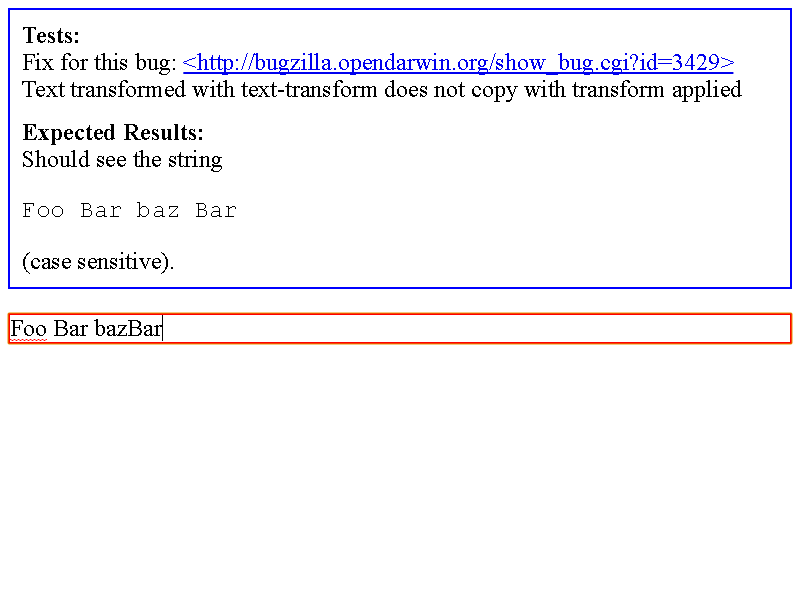 Tests:
Fix for this bug: <http://bugzilla.opendarwin.org/show_bug.cgi?id=3429>
Text transformed with text-transform does not copy with transform applied
Expected Results:
Should see the string
Foo Bar baz Bar
(case sensitive).
Foo Bar bazBar